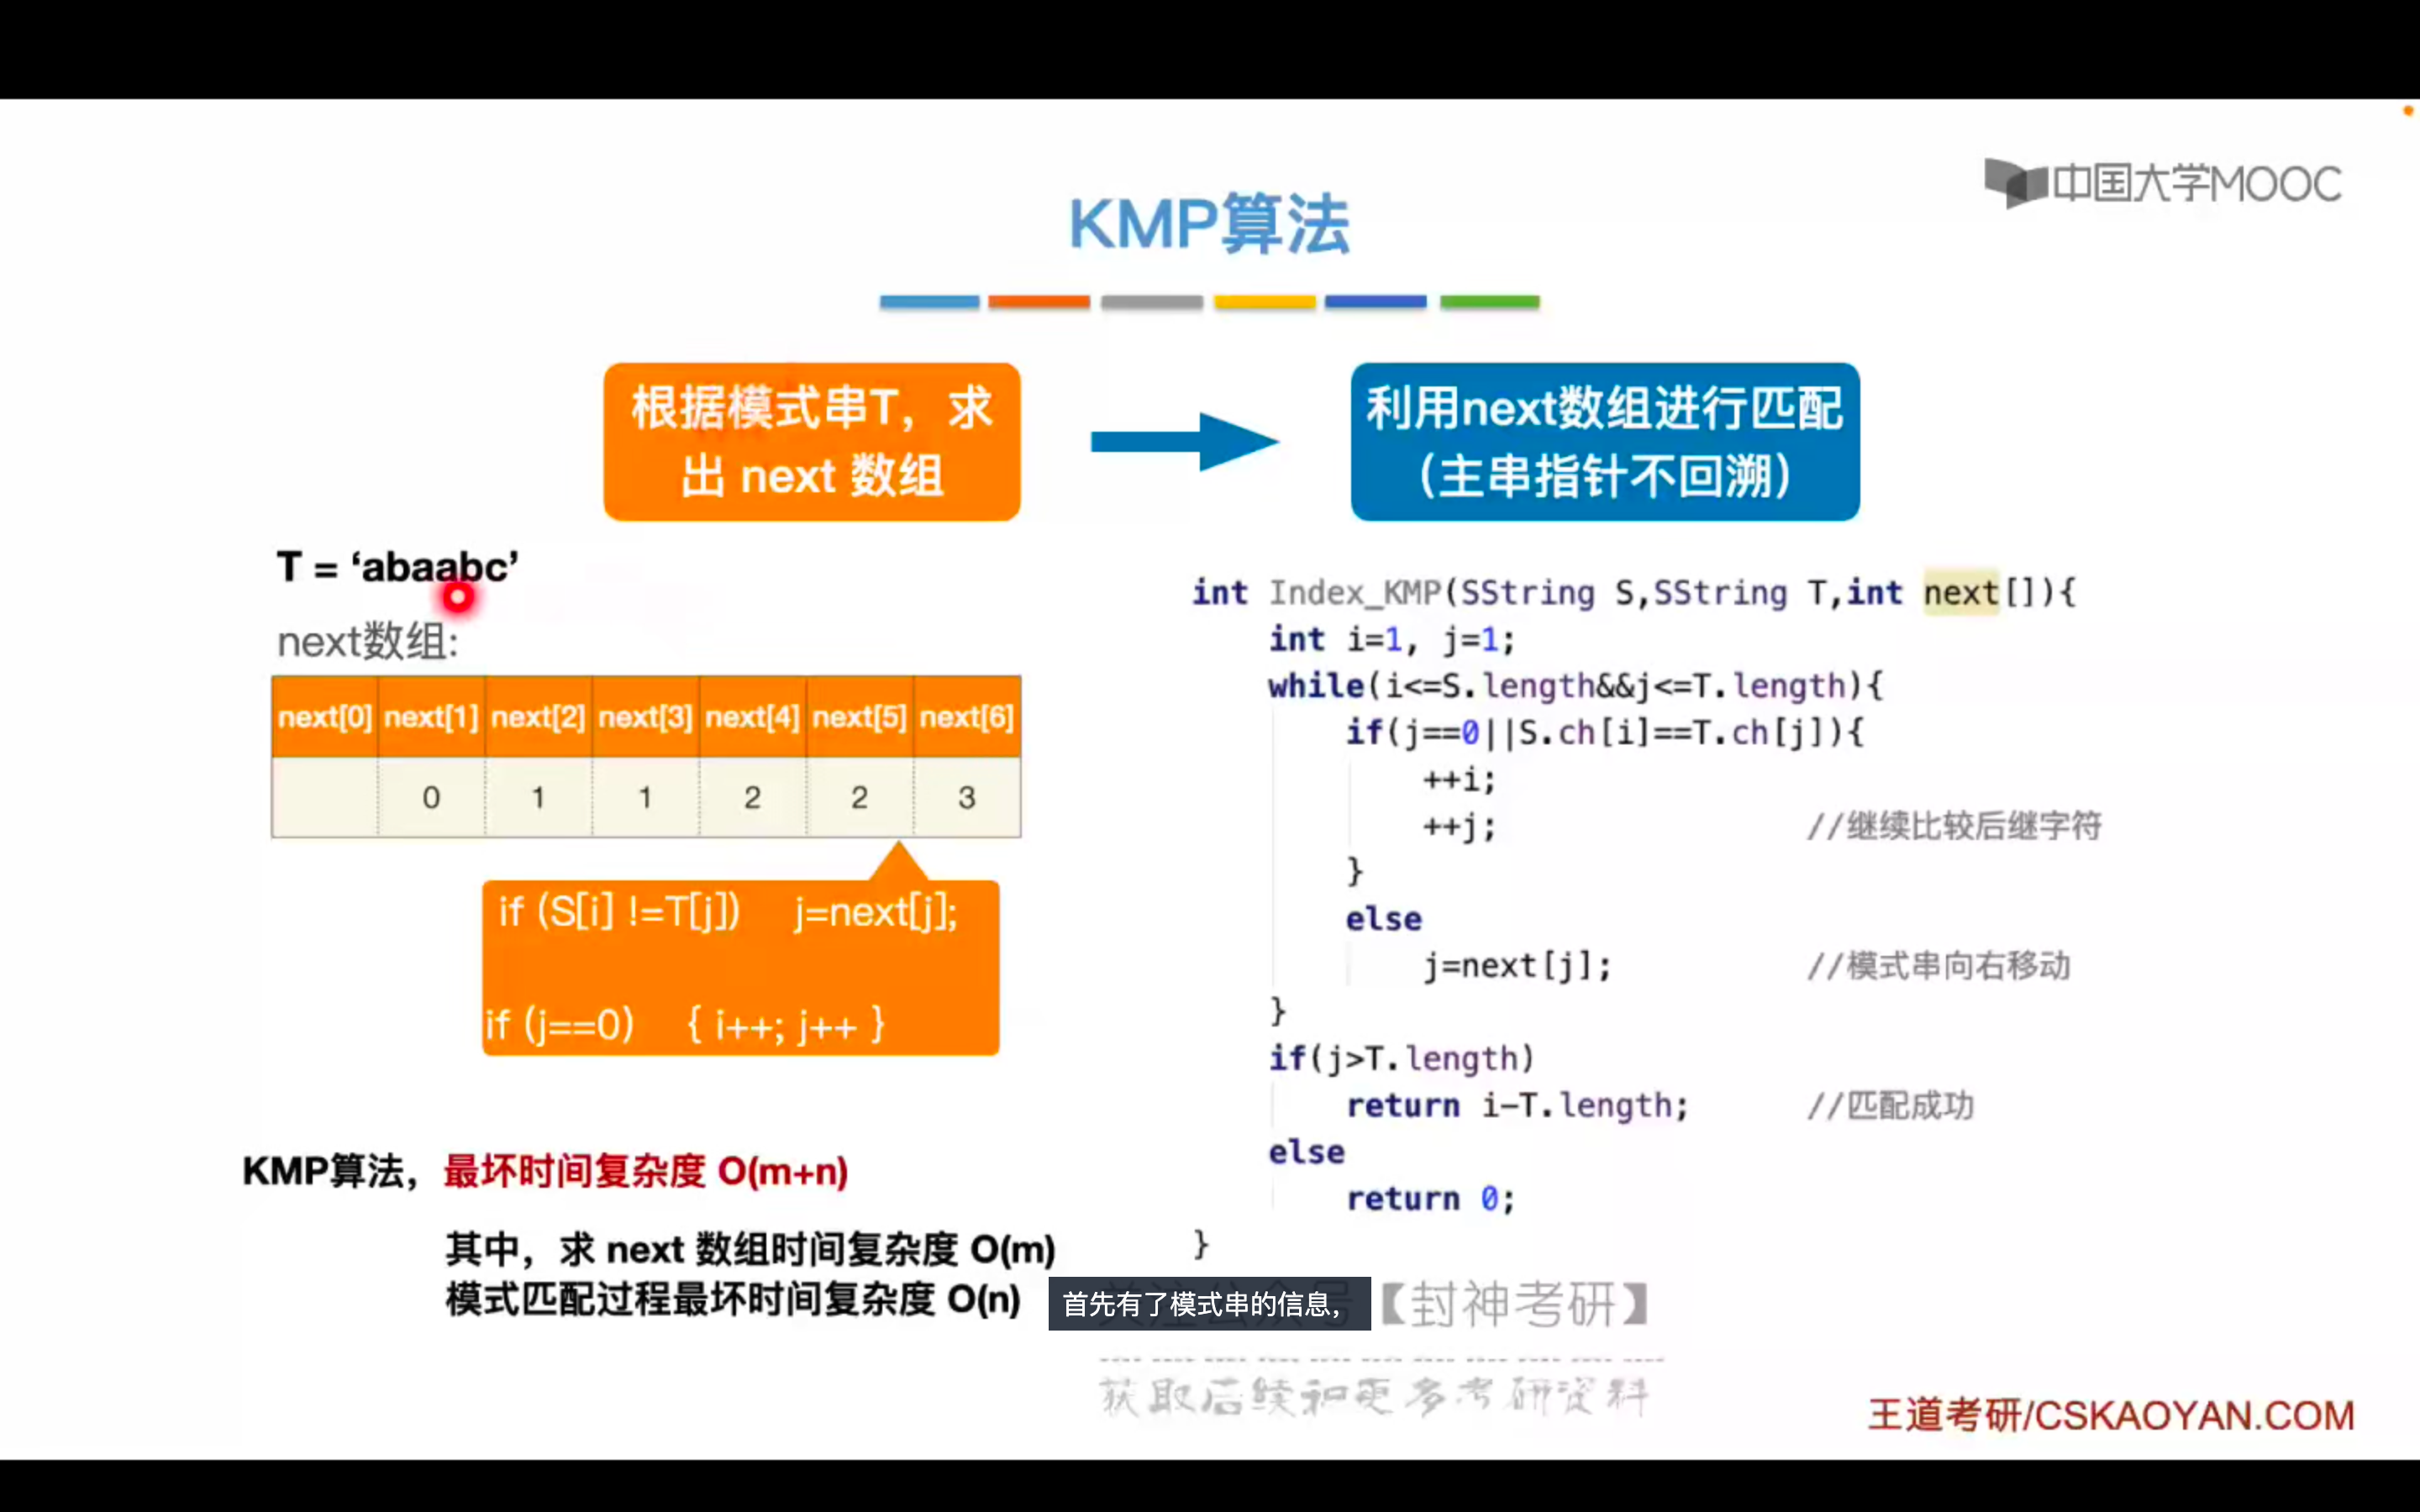 中国大学MOOC
KMP算法
根据模式串T，求
出 next 数组
利用next数组进行匹配
（主串指针不回溯）
T = ‘abaabc’
next数组:
next[0] next[1] next[2] next[3] next[4] next[5] next[6]
0 1 1 2 2 3
if (S[i] !=T[j]) j=next[j];
if (j==0) { i++; j++ }
KMP算法，最坏时间复杂度 O(m+n)
其中，求 next 数组时间复杂度 O(m)
模式匹配过程最坏时间复杂度 O(n)
int Index_KMP(SString S,SString T,int next[]){
int i=1, j=1;
while(i<=S.length&&j<=T.length){
if(j==0||S.ch[i]==T.ch[j]){
++i;
++j; //继续比较后继字符
}
else
j=next[j]; //模式串向右移动
}
if(j>T.length)
return i-T.length; //匹配成功
else
return 0;
}
首先有了模式串的信息，
【封神考研】
获取后续和更多考研资料
王道考研/CSKAOYAN.COM